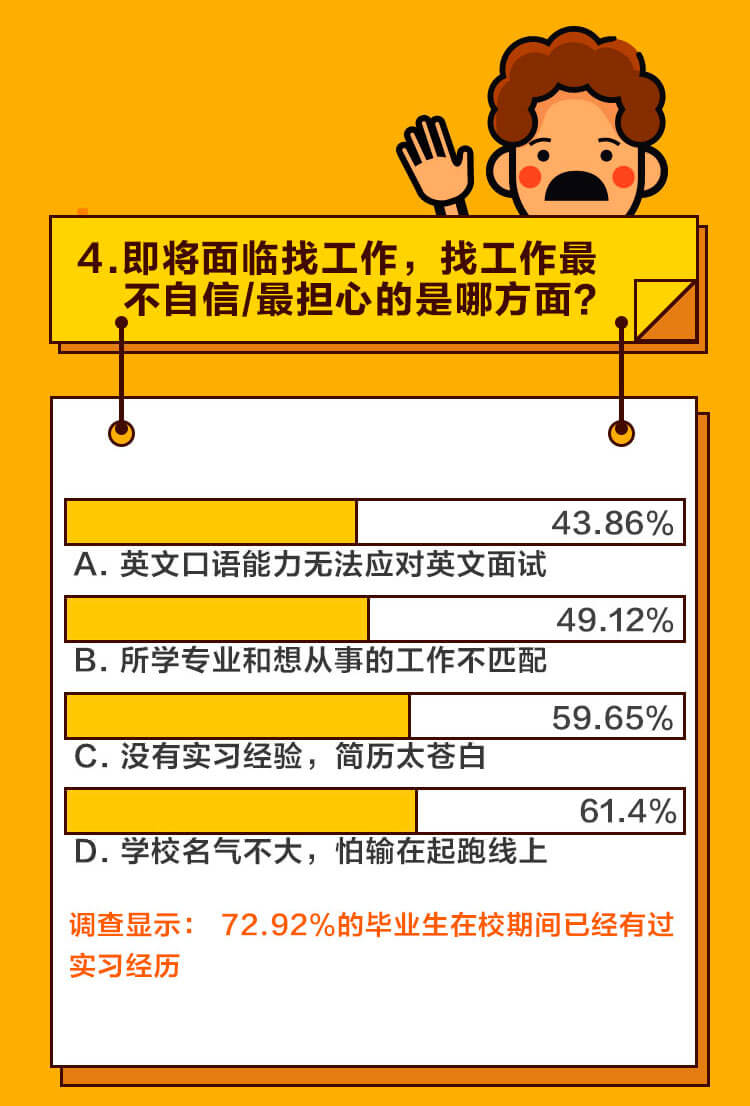 4.即将面临找工作，找工作最
不自信/最担心的是哪方面?
43.86%
A. 英文口语能力无法应对英文面试
49.12%
B. 所学专业和想从事的工作不匹配
59.65%
C. 没有实习经验，简历太苍白
61.4%
D. 学校名气不大，怕输在起跑线上
调查显示： 72.92%的毕业生在校期间已经有过
实习经历